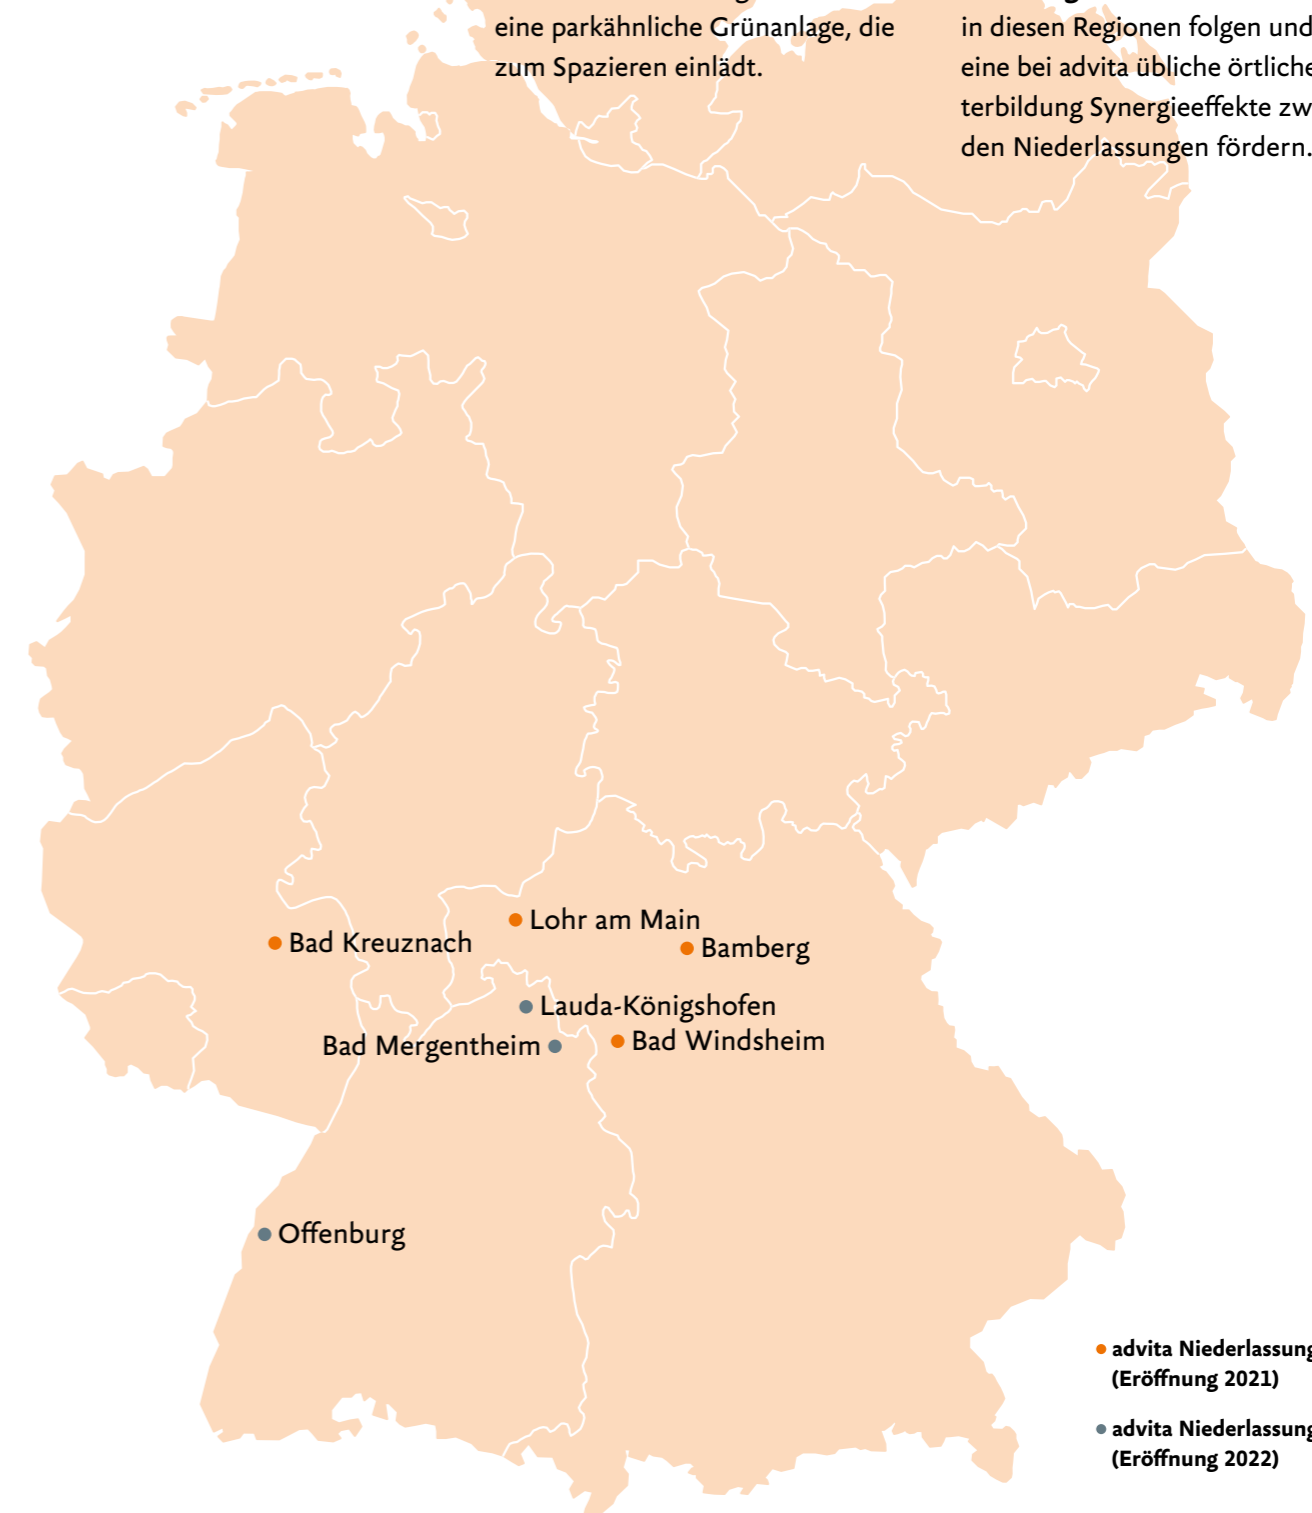 eine parkähnliche Grünanlage, die
zum Spazieren einlädt.
in diesen Regionen folgen und
eine bei advita übliche örtliche
terbildung Synergieeffekte zw
den Niederlassungen fördern.
Lohr am Main
Bad Kreuznach
Bamberg
Lauda-Königshofen
Bad Windsheim
Bad Mergentheim
Offenburg
advita Niederlassung
(Eröffnung 2021)
advita Niederlassung
(Eröffnung 2022)